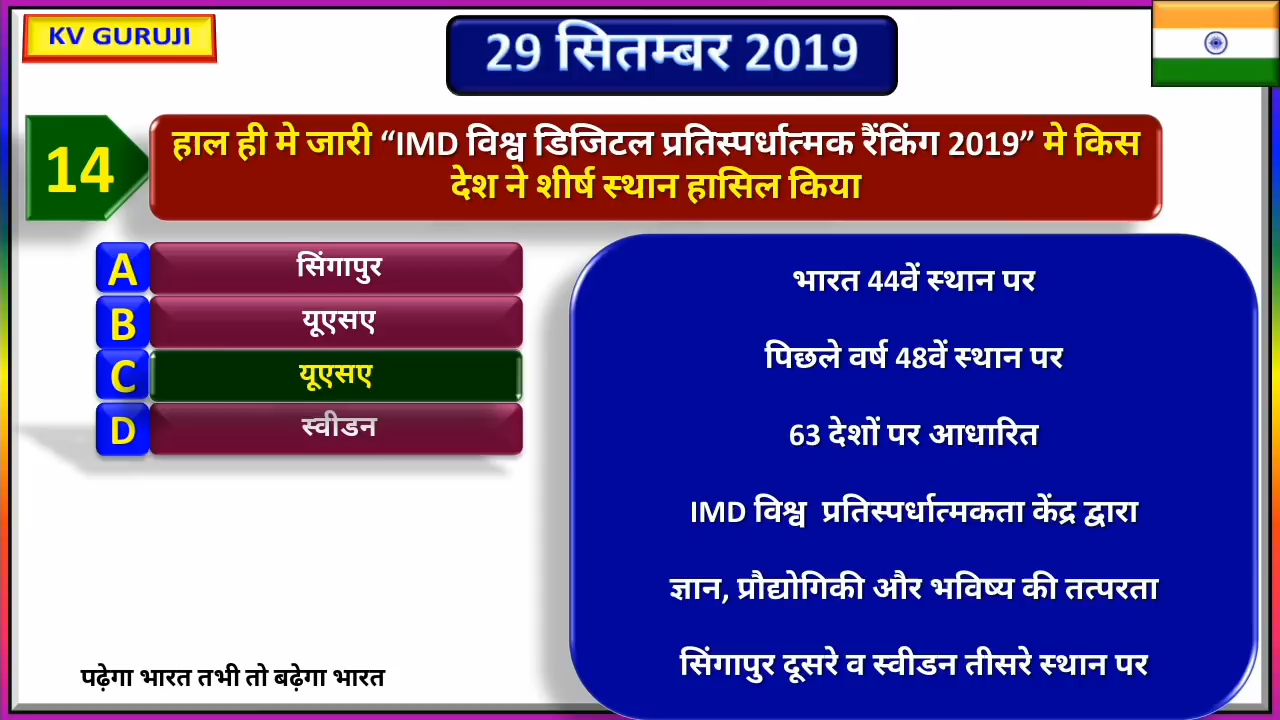 KV GURUJI
29 सितम्बर 2019
14
हाल ही मे जारी “IMD विश्व डिजिटल प्रतिस्पर्धात्मक रैंकिंग 2019” मे किस
देश ने शीर्ष स्थान हासिल किया
A सिंगापुर
B यूएसए
C यूएसए
D स्वीडन
भारत 44वें स्थान पर
पिछले वर्ष 48वें स्थान पर
63 देशों पर आधारित
IMD विश्व प्रतिस्पर्धात्मकता केंद्र द्वारा
ज्ञान, प्रौद्योगिकी और भविष्य की तत्परता
सिंगापुर दूसरे व स्वीडन तीसरे स्थान पर
पढ़ेगा भारत तभी तो बढ़ेगा भारत